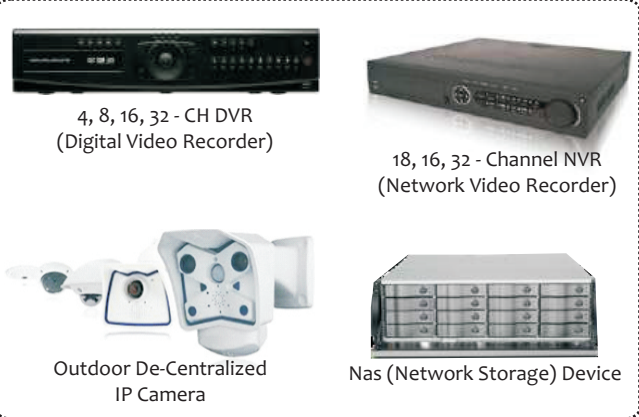 4, 8, 16, 32 - CH DVR
(Digital Video Recorder)
18, 16, 32 - Channel NVR
(Network Video Recorder)
Outdoor De-Centralized
IP Camera
Nas (Network Storage) Device